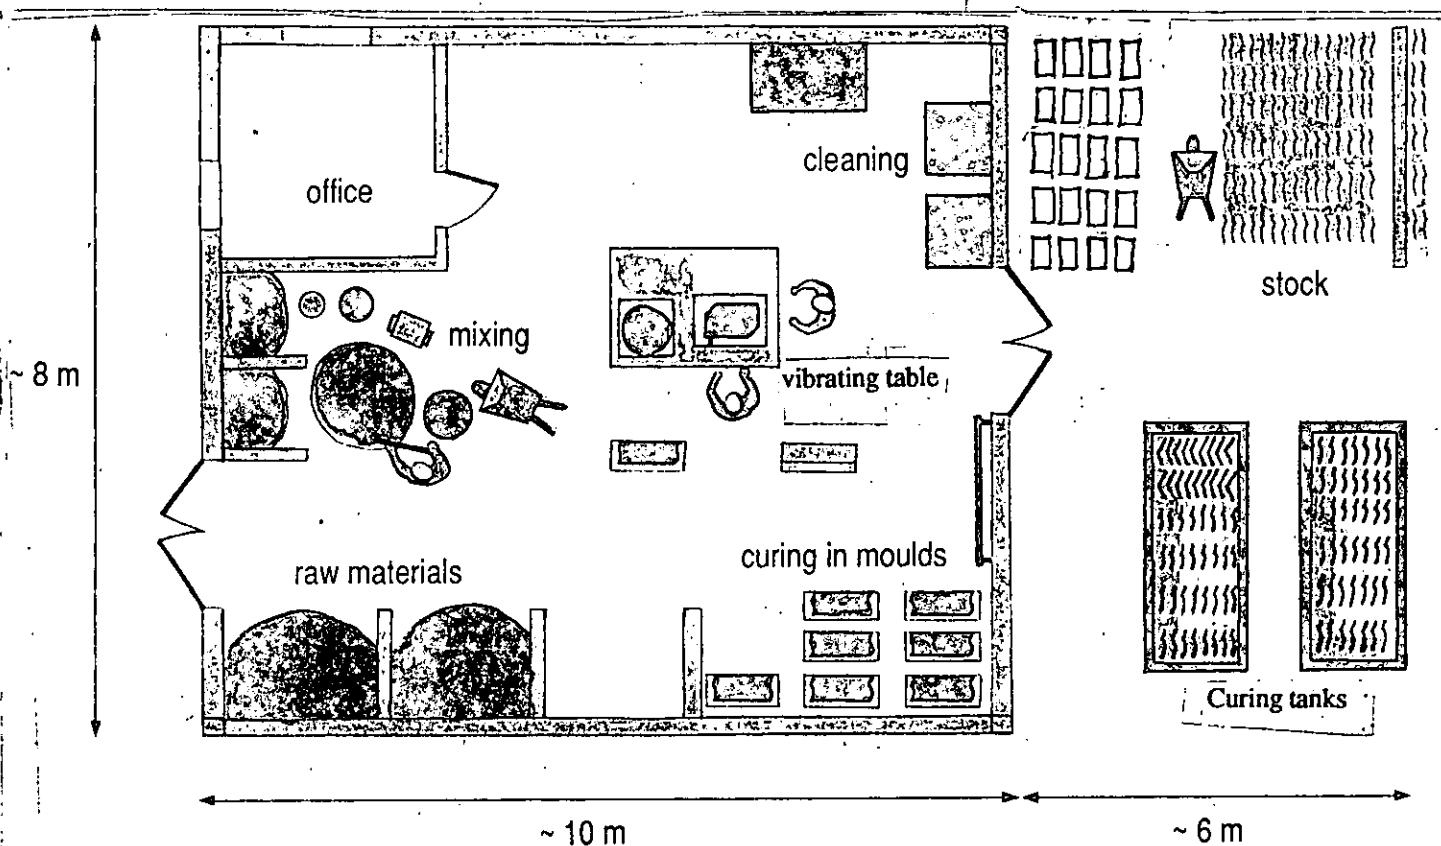 office
cleaning
stock
mixing
~ 8 m
vibrating table
raw materials
curing in moulds
Curing tanks
~ 10 m
~ 6 m